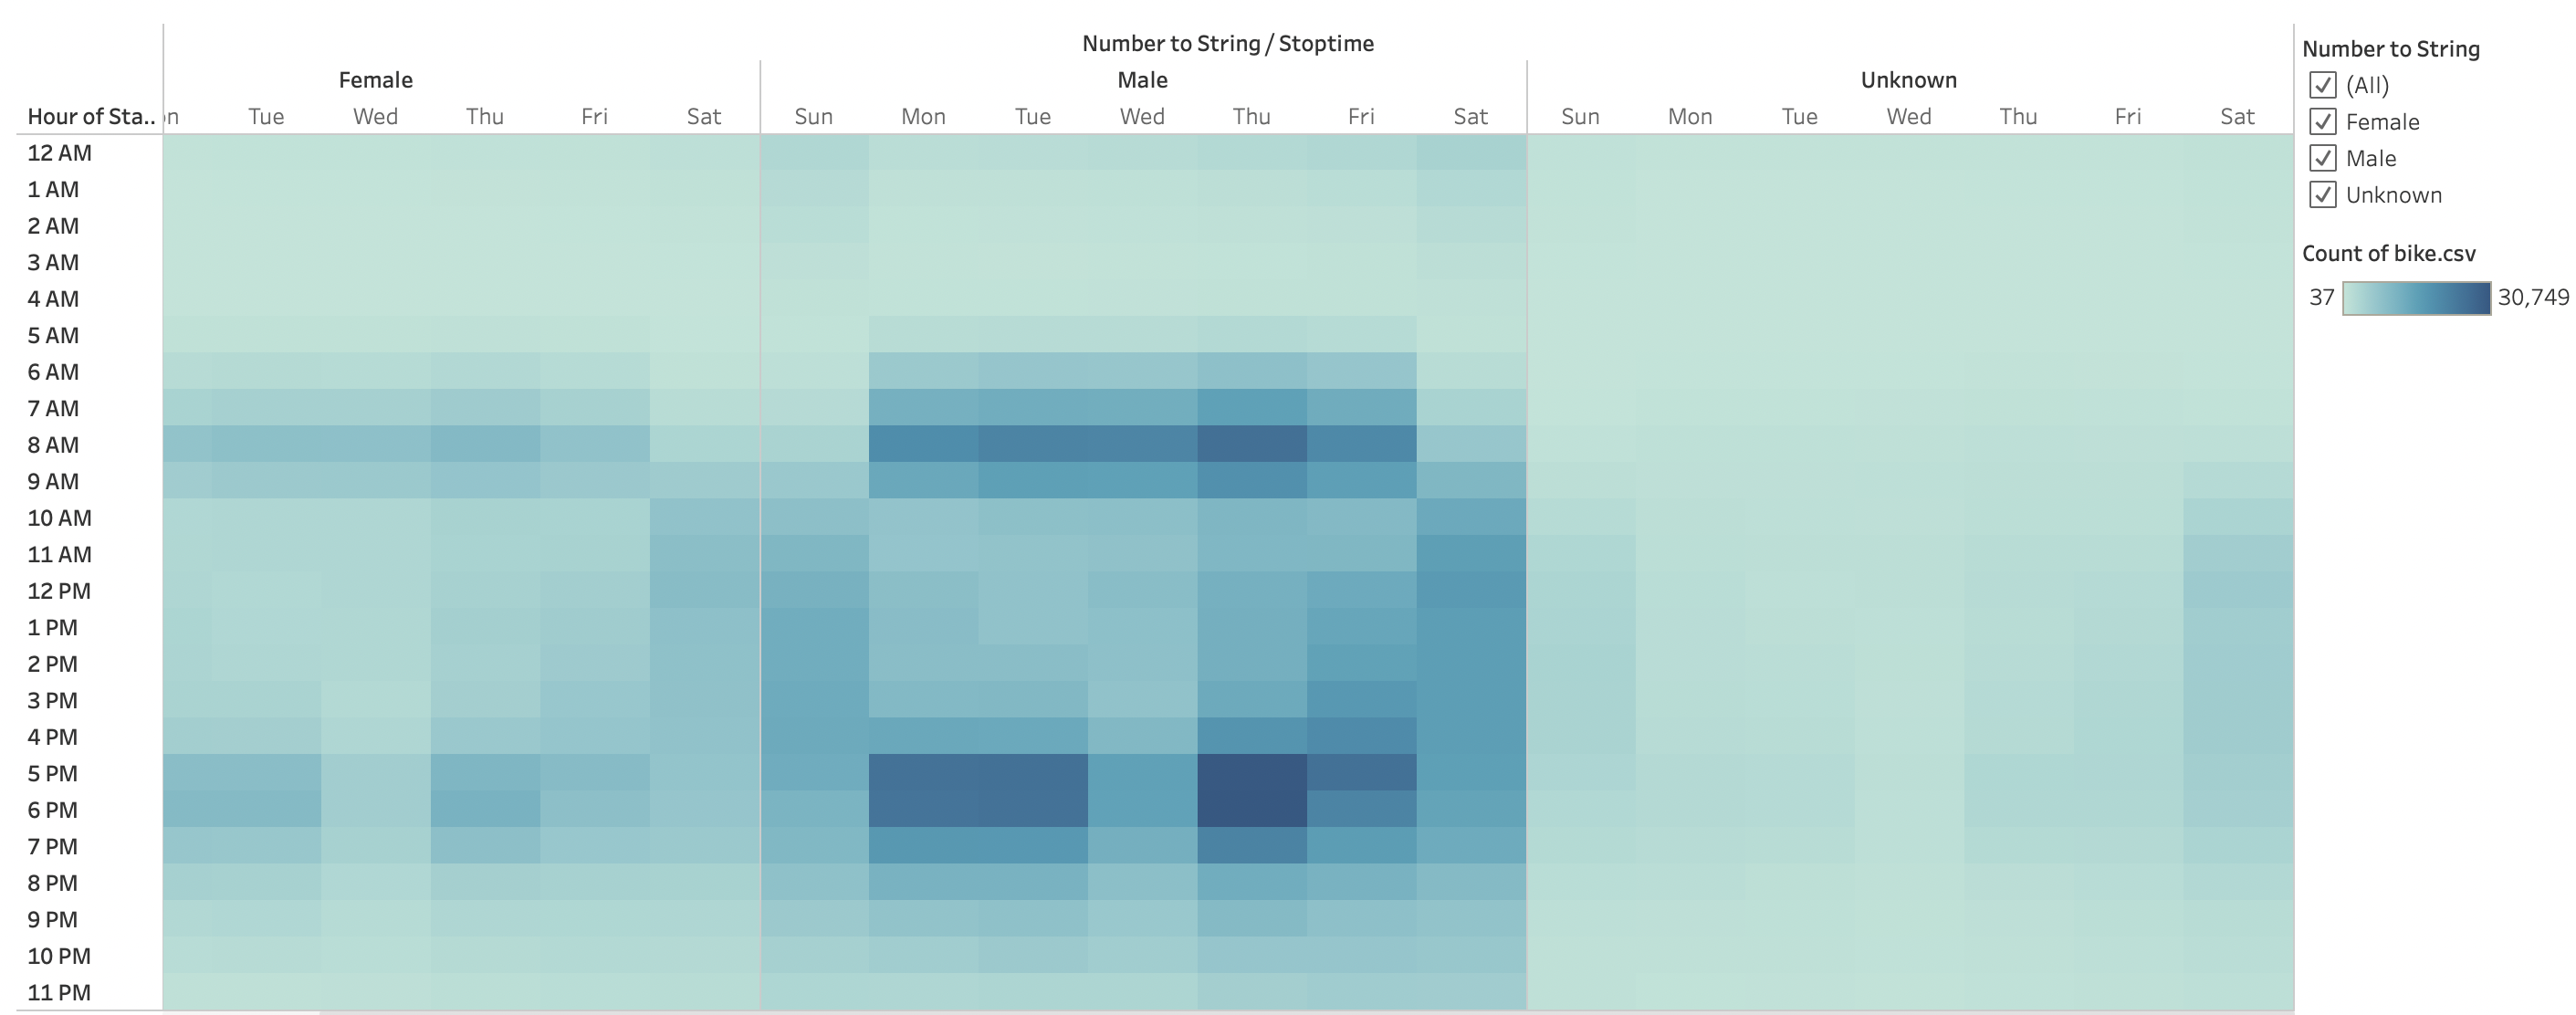 Number to String / Stoptime
Female Male Unknown
Hour of Sta.. n Tue Wed Thu Fri Sat Sun Mon Tue Wed Thu Fri Sat Sun Mon Tue Wed Thu Fri Sat
12 AM
1 AM
2 AM
3 AM
4 AM
5 AM
6 AM
7 AM
8 AM
9 AM
10 AM
11 AM
12 PM
1 PM
2 PM
3 PM
4 PM
5 PM
6 PM
7 PM
8 PM
9 PM
10 PM
11 PM
Number to String
(All)
Female
Male
Unknown
Count of bike.csv
37 30,749